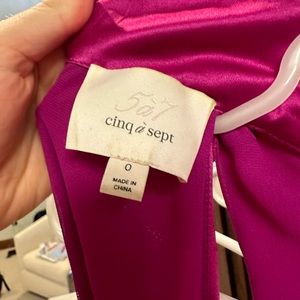 5à7
cinq à sept
0
MADE IN
CHINA